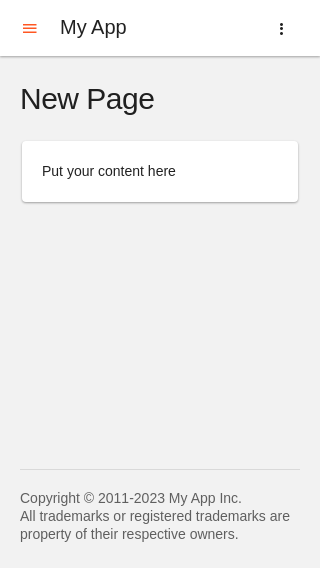 My App
New Page
Put your content here
Copyright © 2011-2023 My App Inc.
All trademarks or registered trademarks are
property of their respective owners.